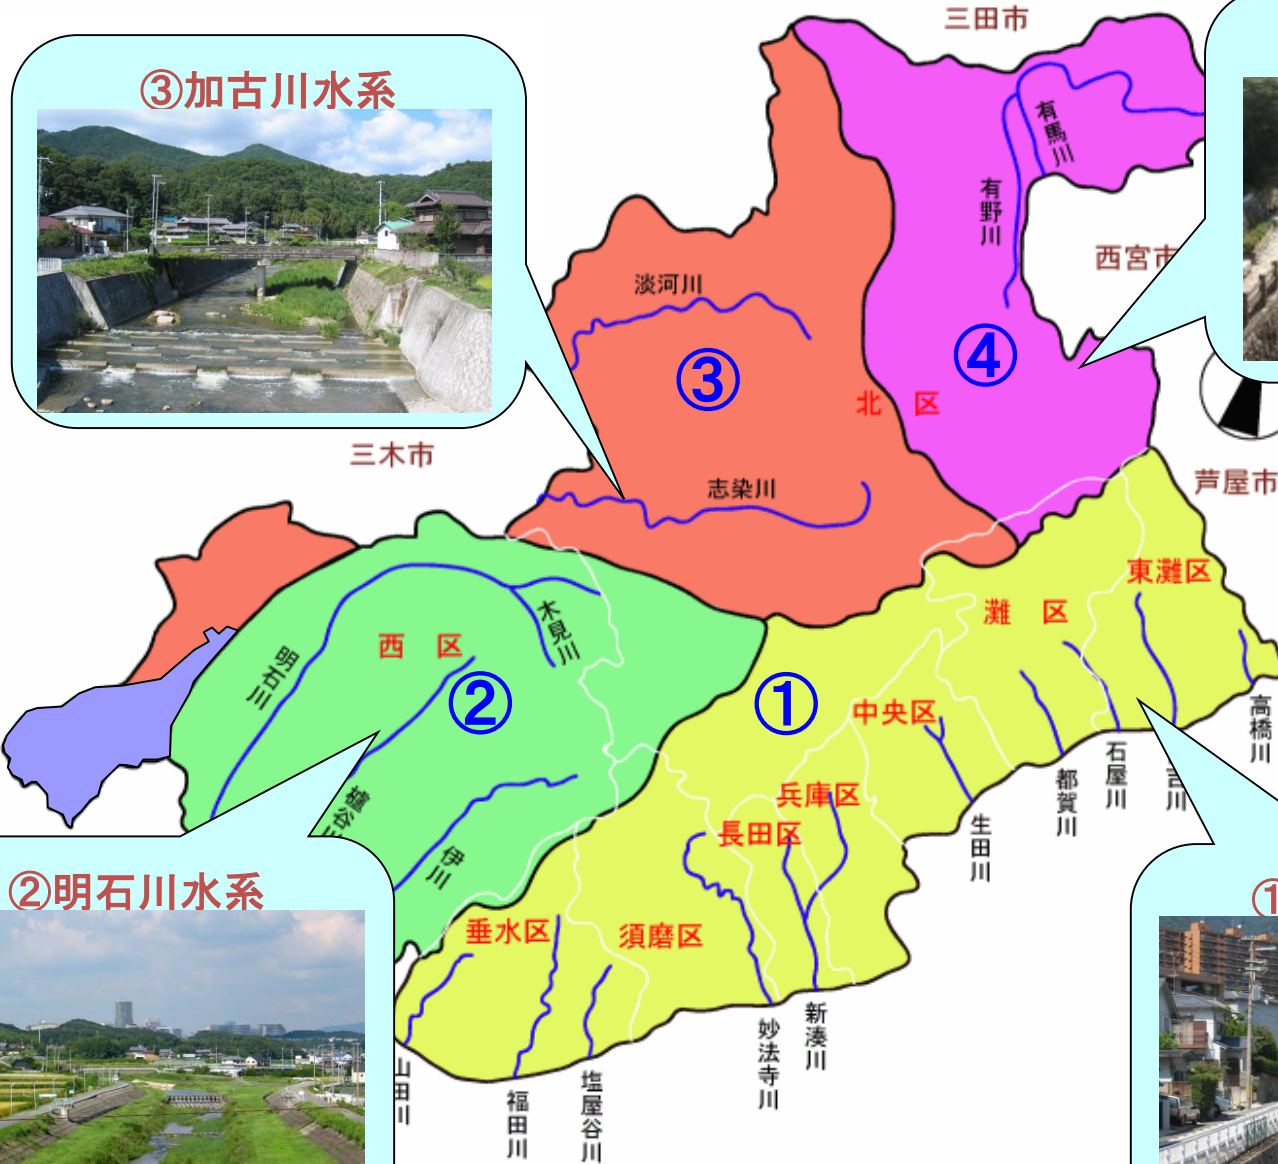 三田市
③加古川水系
有馬川
有野川
西宮市
淡河川
③
④
北 区
三木市
芦屋市
志染川
東灘区
灘 区
木見川
西 区
明石川
②
①
中央区
高橋川
石屋川
都賀川
吉川
兵庫区
長田区
櫨谷川
生田川
伊川
②明石川水系
①
垂水区
須磨区
新湊川
妙法寺川
山田川
塩屋谷川
福田川